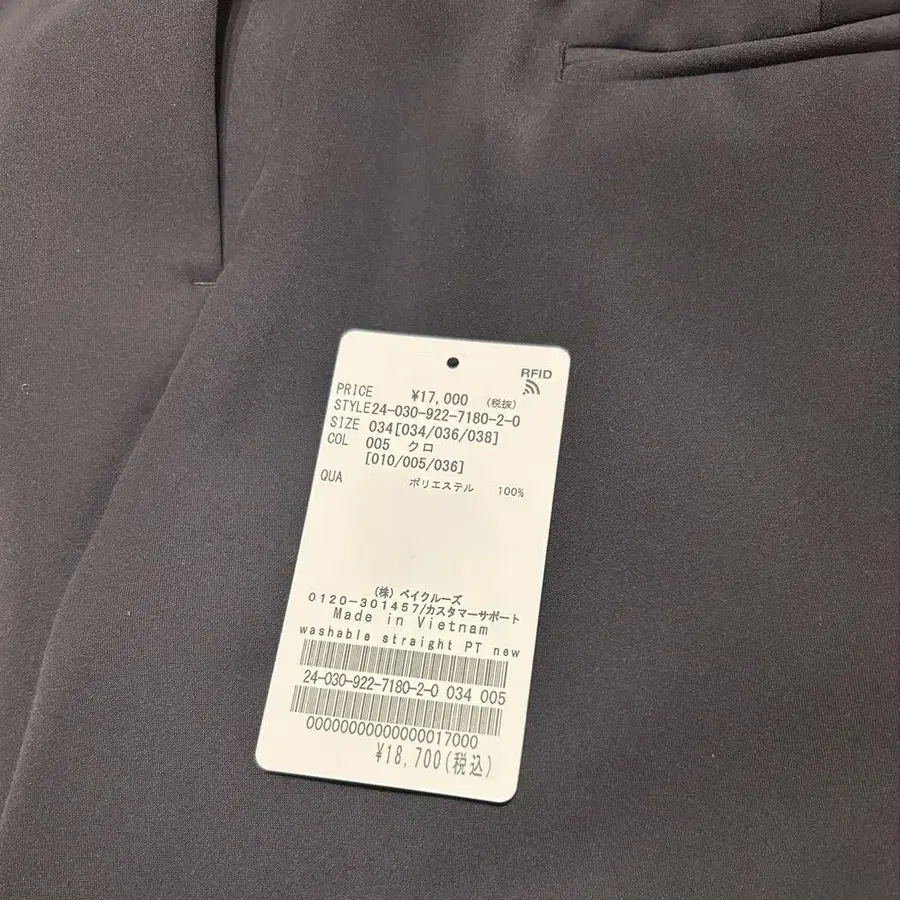 RFID
PRICE ¥17,000 (税抜)
STYLE24-030-922-7180-2-0
SIZE 034[034/036/038]
COL 005 クロ
[010/005/036]
QUA ポリエステル 100%
(株) ベイクルーズ
0120-301457/カスタマーサポート
Made in Vietnam
washable straight PT new
24-030-922-7180-2-0 034 005
00000000000000017000
¥18,700(税込)